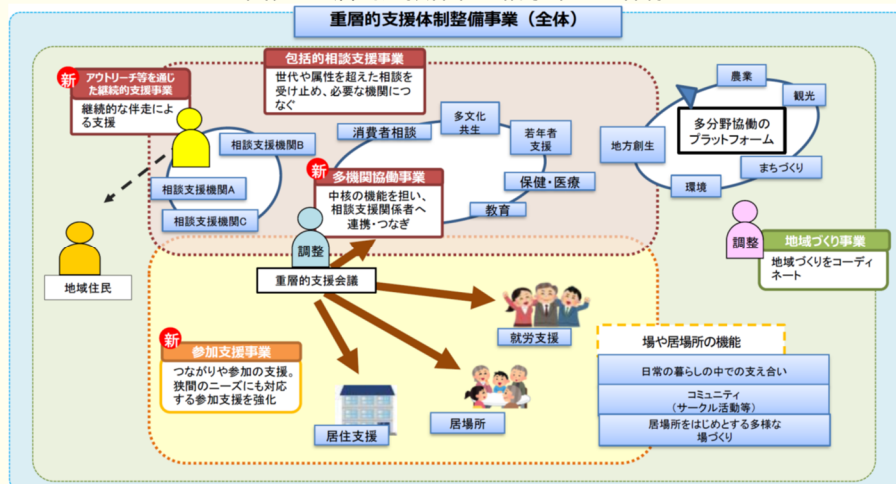 重層的支援体制整備事業（全体）
包括的相談支援事業
世代や属性を超えた相談を
受け止め、必要な機関につ
なぐ
新
アウトリーチ等を通じ
た継続的支援事業
継続的な伴走によ
る支援
相談支援機関B
相談支援機関A
相談支援機関C
地域住民
消費者相談
多文化
共生
若年者
支援
保健・医療
教育
新
多機関協働事業
中核の機能を担い、
相談支援関係者へ
連携・つなぎ
調整
重層的支援会議
農業
観光
多分野協働の
プラットフォーム
地方創生
まちづくり
環境
調整
地域づくり事業
地域づくりをコーディ
ネート
新
参加支援事業
つながりや参加の支援。
狭間のニーズにも対応
する参加支援を強化
就労支援
居場所
居住支援
場や居場所の機能
日常の暮らしの中での支え合い
コミュニティ
（サークル活動等）
居場所をはじめとする多様な
場づくり